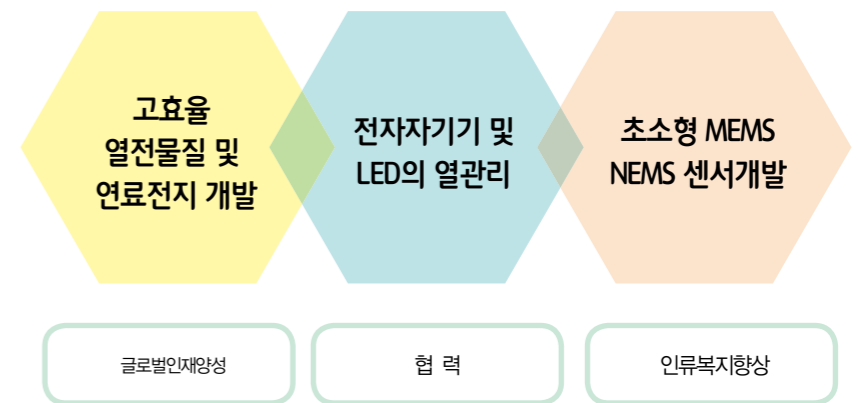 고효율
열전물질 및
연료전지 개발
전자자기기 및
LED의 열관리
초소형 MEMS
NEMS 센서개발
글로벌인재양성
협 력
인류복지향상